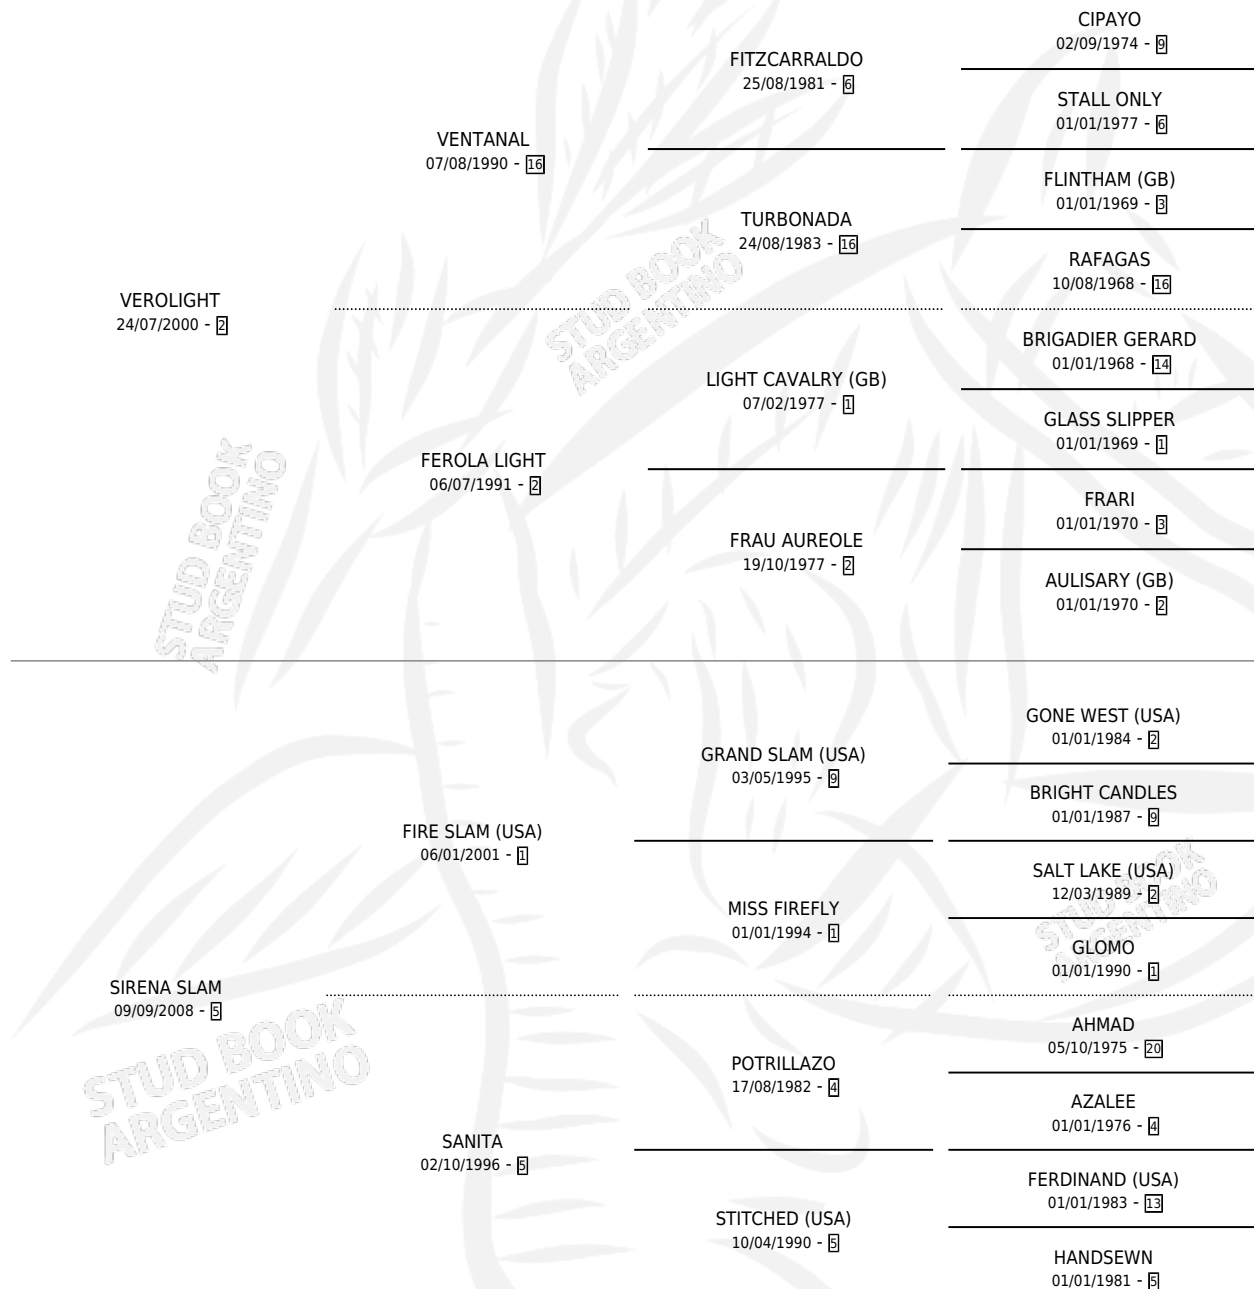 CIPAYO
02/09/1974 - 9
FITZCARRALDO
25/08/1981 - 6
STALL ONLY
01/01/1977 - 6
VENTANAL
07/08/1990 - 16
FLINTHAM (GB)
01/01/1969 - 3
TURBONADA
24/08/1983 - 16
RAFAGAS
10/08/1968 - 16
VEROLIGHT
24/07/2000 - 2
STUD BOOK
ARGENTINO
BRIGADIER GERARD
01/01/1968 - 14
LIGHT CAVALRY (GB)
07/02/1977 - 1
GLASS SLIPPER
01/01/1969 - 1
FEROLA LIGHT
06/07/1991 - 2
FRARI
01/01/1970 - 3
FRAU AUREOLE
19/10/1977 - 2
AULISARY (GB)
01/01/1970 - 2
STUD BOOK
ARGENTINO
GONE WEST (USA)
01/01/1984 - 2
GRAND SLAM (USA)
03/05/1995 - 9
BRIGHT CANDLES
01/01/1987 - 9
FIRE SLAM (USA)
06/01/2001 - 1
SALT LAKE (USA)
12/03/1989 - 2
MISS FIREFLY
01/01/1994 - 1
STUD BOOK
ARGENTINO
GLOMO
01/01/1990 - 1
SIRENA SLAM
09/09/2008 - 5
STUD BOOK
ARGENTINO
AHMAD
05/10/1975 - 20
POTRILLAZO
17/08/1982 - 4
AZALEE
01/01/1976 - 4
SANITA
02/10/1996 - 5
FERDINAND (USA)
01/01/1983 - 13
STITCHED (USA)
10/04/1990 - 5
HANDSEWN
01/01/1981 - 5